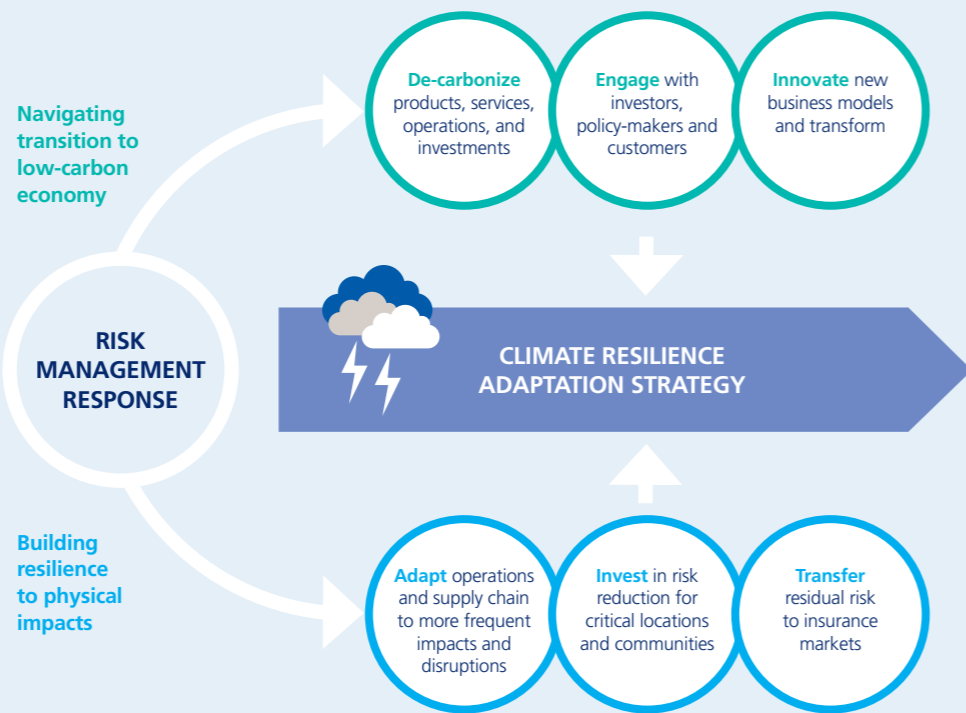 Navigating
transition to
low-carbon
economy
De-carbonize
products, services,
operations, and
investments
Engage with
investors,
policy-makers and
customers
Innovate new
business models
and transform
RISK
MANAGEMENT
RESPONSE
CLIMATE RESILIENCE
ADAPTATION STRATEGY
Building
resilience
to physical
impacts
Adapt operations
and supply chain
to more frequent
impacts and
disruptions
Invest in risk
reduction for
critical locations
and communities
Transfer
residual risk
to insurance
markets